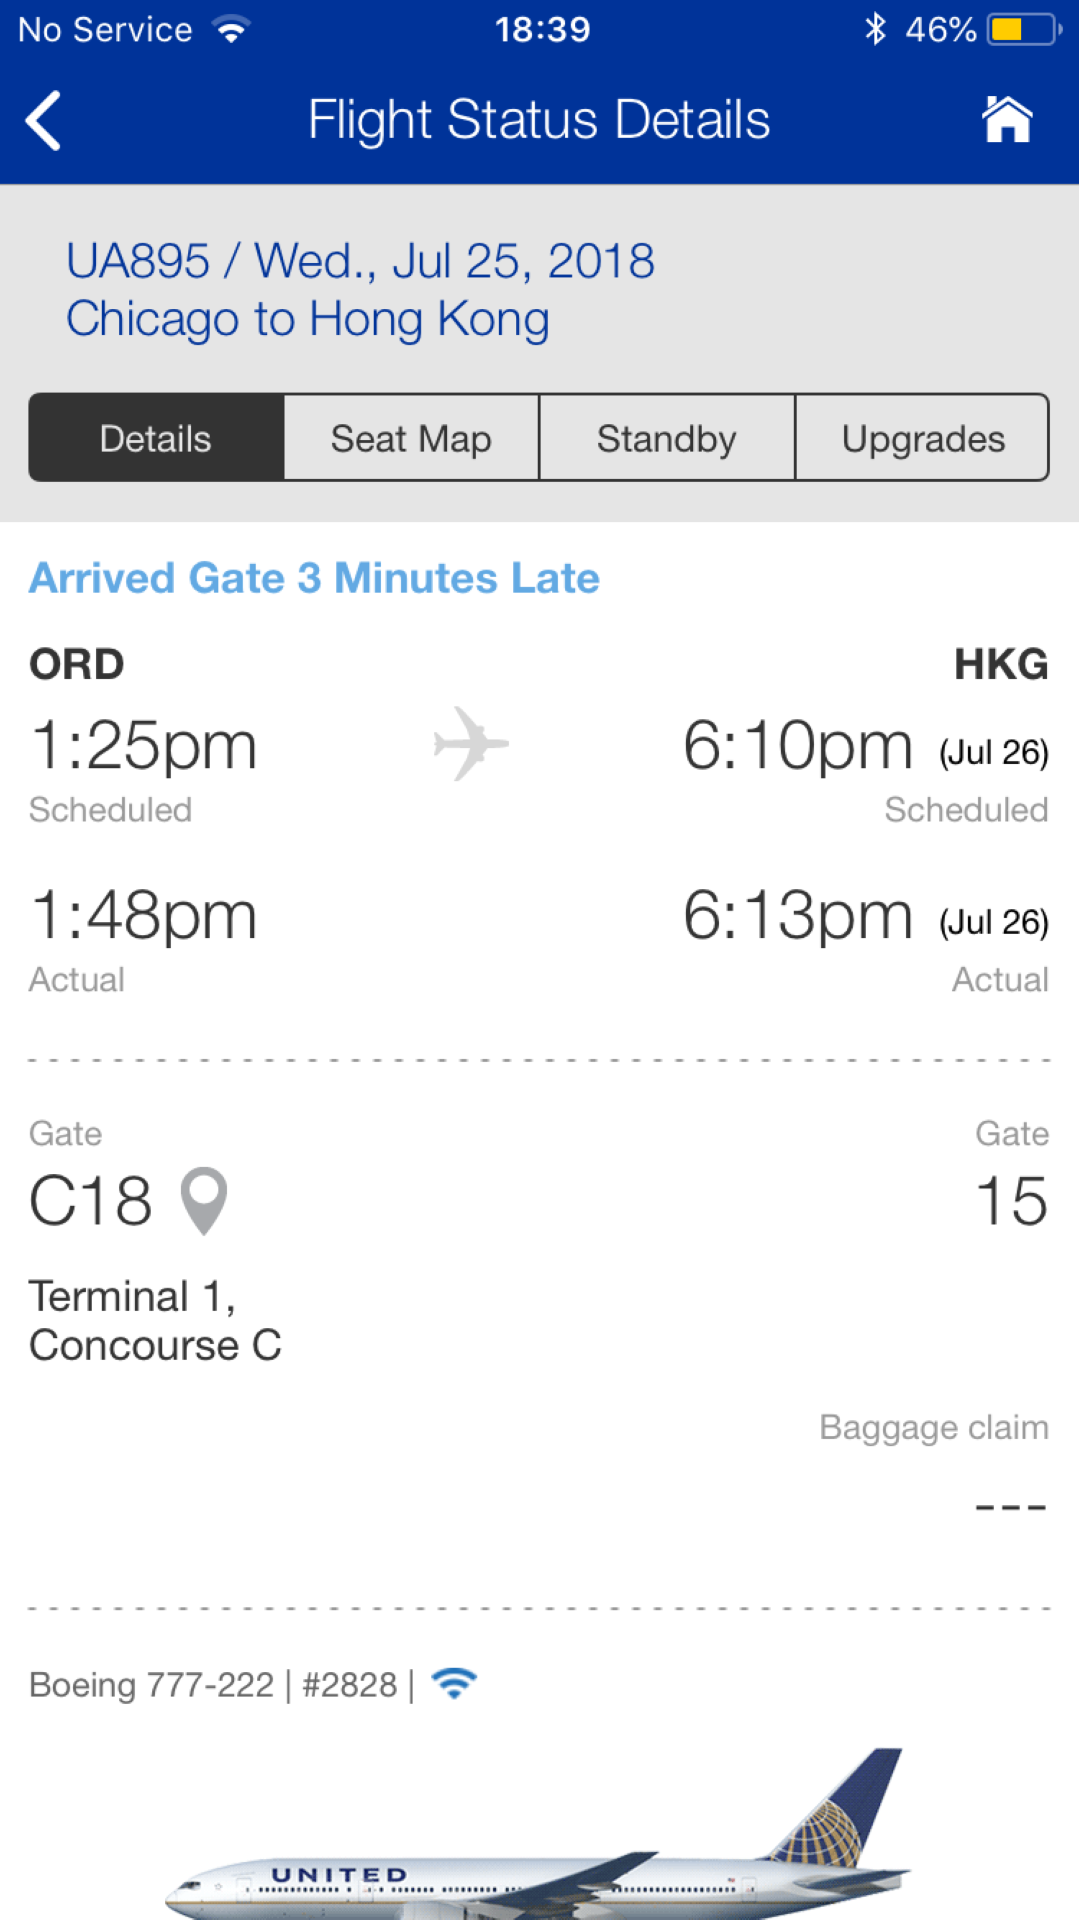 No Service 18:39 46%
Flight Status Details
UA895 / Wed., Jul 25, 2018
Chicago to Hong Kong
Details Seat Map Standby Upgrades
Arrived Gate 3 Minutes Late
ORD HKG
1:25pm 6:10pm (Jul 26)
Scheduled Scheduled
1:48pm 6:13pm (Jul 26)
Actual Actual
Gate Gate
C18 15
Terminal 1,
Concourse C
Baggage claim
---
Boeing 777-222 | #2828 |
UNITED